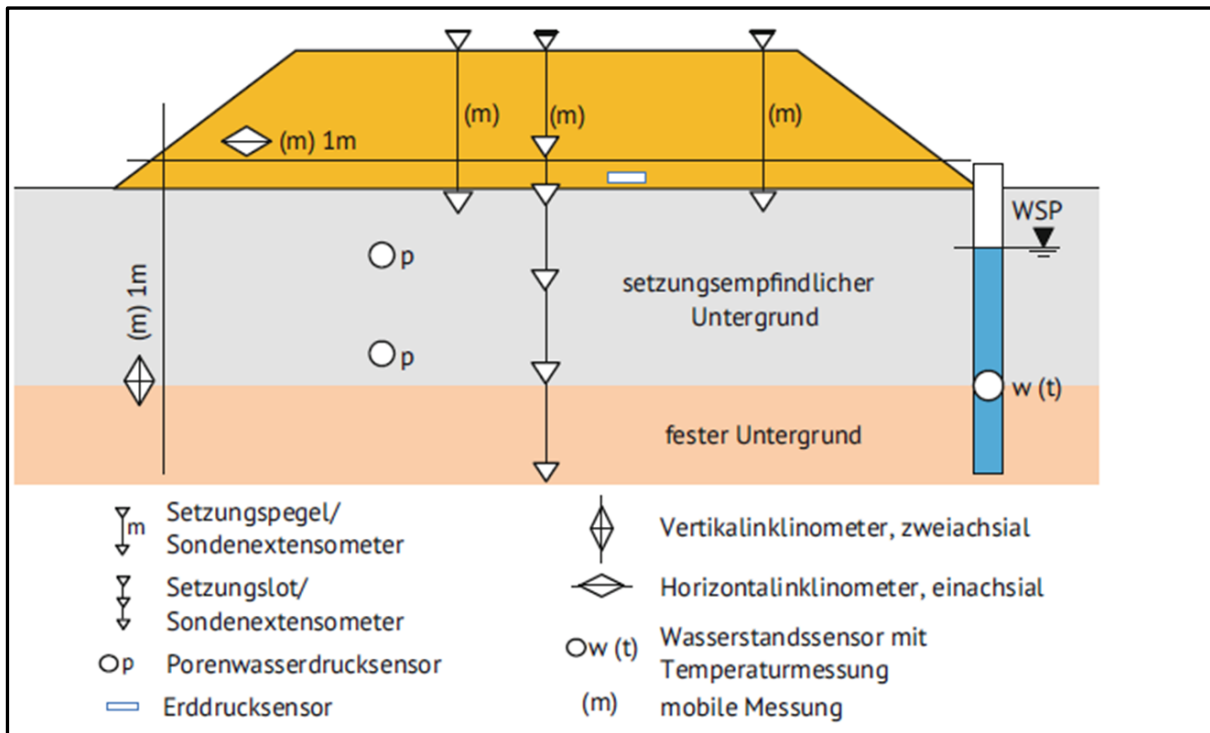 (m)
(m)
(m)
(m) 1m
WSP
(m) 1m
p
setzungsempfindlicher
Untergrund
p
w (t)
fester Untergrund
m
Setzungspegel/
Sondenextensometer
Setzungslot/
Sondenextensometer
p
Porenwasserdrucksensor
Erddrucksensor
Vertikalinklinometer, zweiachsial
Horizontalinklinometer, einachsial
w (t)
Wasserstandssensor mit
Temperaturmessung
(m)
mobile Messung